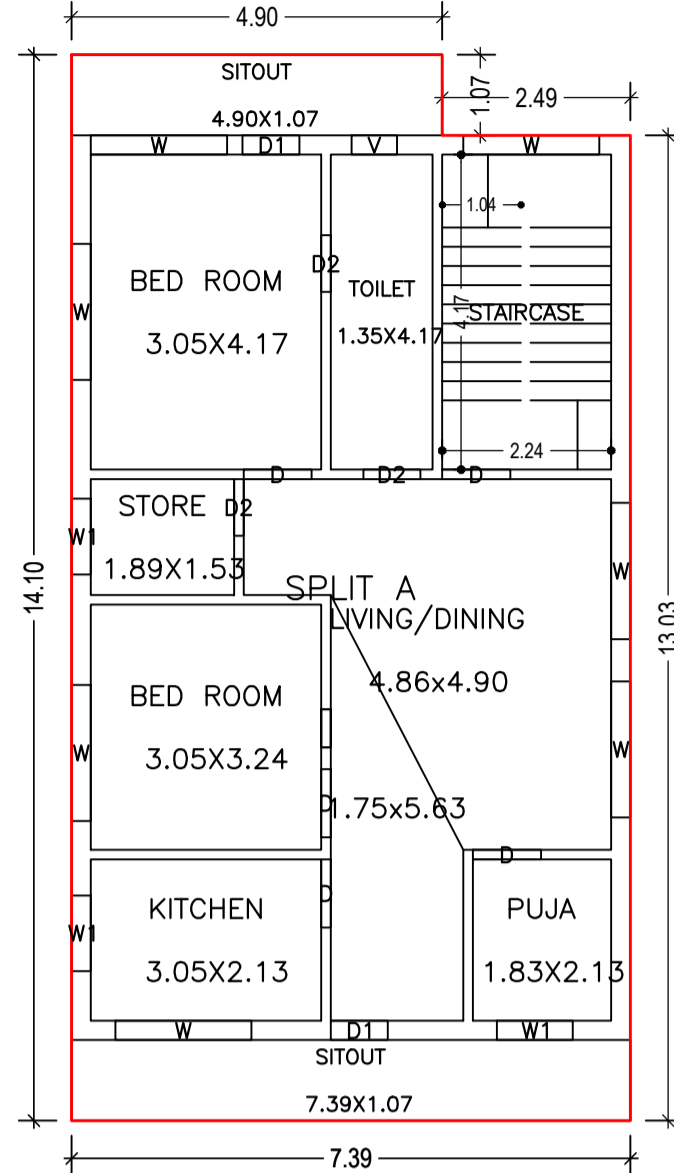 4.90
SITOUT
4.90X1.07
1.07
2.49
W
D1
V
W
1.04
BED ROOM
3.05X4.17
D2
TOILET
1.35X4.17
4.17
STAIRCASE
W
2.24
D
D2
D
STORE
D2
W1
1.89X1.53
SPLIT A
LIVING/DINING
4.86x4.90
W
14.10
13.03
BED ROOM
3.05X3.24
W
W
D
1.75x5.63
D
KITCHEN
3.05X2.13
D
W1
PUJA
1.83X2.13
W
D1
W1
SITOUT
7.39X1.07
7.39